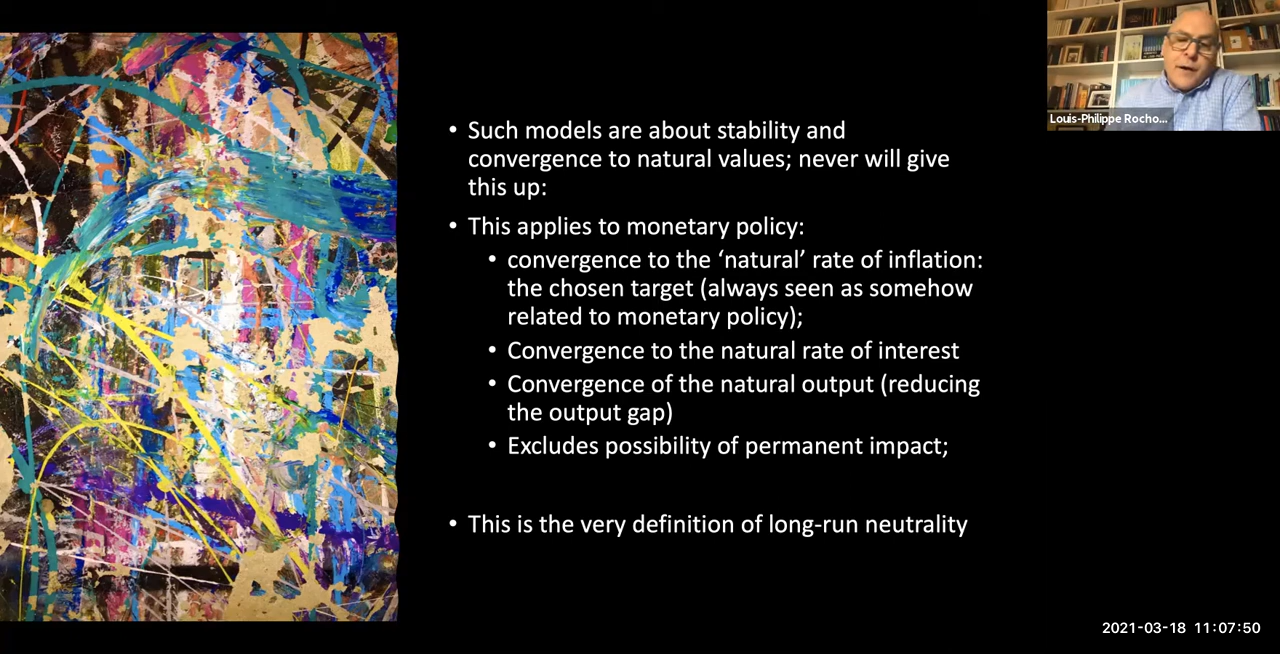 • Such models are about stability and
convergence to natural values; never will give
this up:
• This applies to monetary policy:
• convergence to the ‘natural’ rate of inflation:
the chosen target (always seen as somehow
related to monetary policy);
• Convergence to the natural rate of interest
• Convergence of the natural output (reducing
the output gap)
• Excludes possibility of permanent impact;
• This is the very definition of long-run neutrality
Louis-Philippe Rocho...
2021-03-18 11:07:50